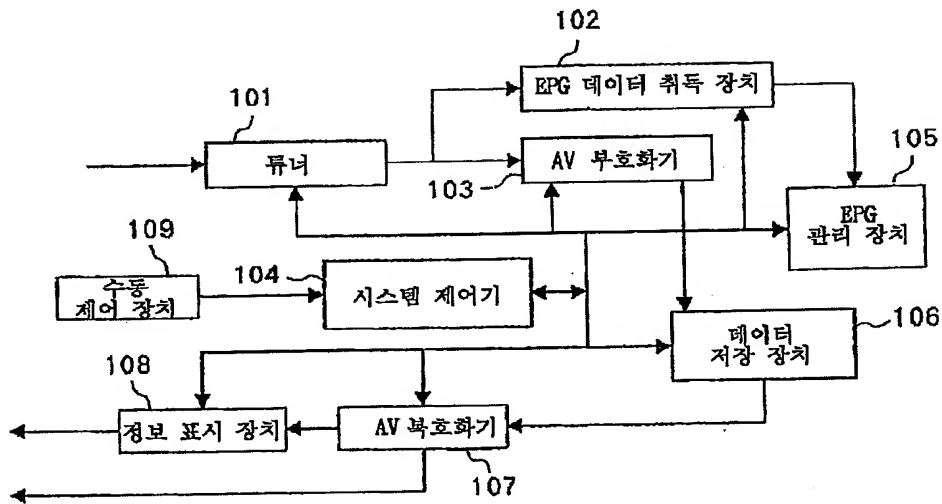 102
EPG 데이터 취득 장치
101
튜너
AV 부호화기
103
105
EPG
관리 장치
109
수동
제어 장치
104
시스템 제어기
데이터
저장 장치
106
108
정보 표시 장치
AV 복호화기
107